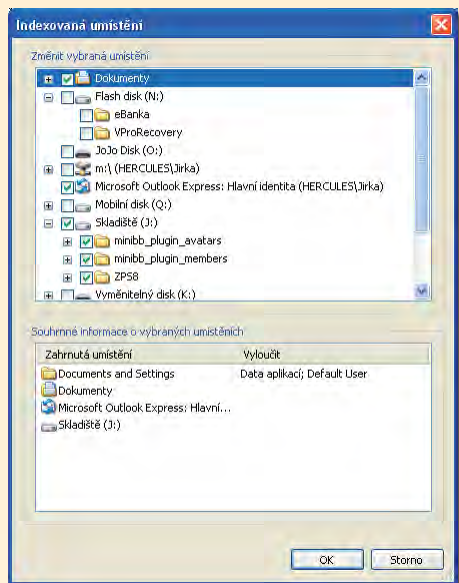 Indexovaná umístění
Změnit vybraná umístění
Dokumenty
Flash disk (N:)
eBanka
VProRecovery
JoJo Disk (O:)
m:\ (HERCULES\Jirka)
Microsoft Outlook Express: Hlavní identita (HERCULES\Jirka)
Mobilní disk (Q:)
Skladiště (J:)
minibb_plugin_avatars
minibb_plugin_members
ZPS8
Vyměnitelný disk (K:)
Souhrnné informace o vybraných umístěních
Zahrnutá umístění Vyloučit
Documents and Settings Data aplikací; Default User
Dokumenty
Microsoft Outlook Express: Hlavní...
Skladiště (J:)
OK Storno